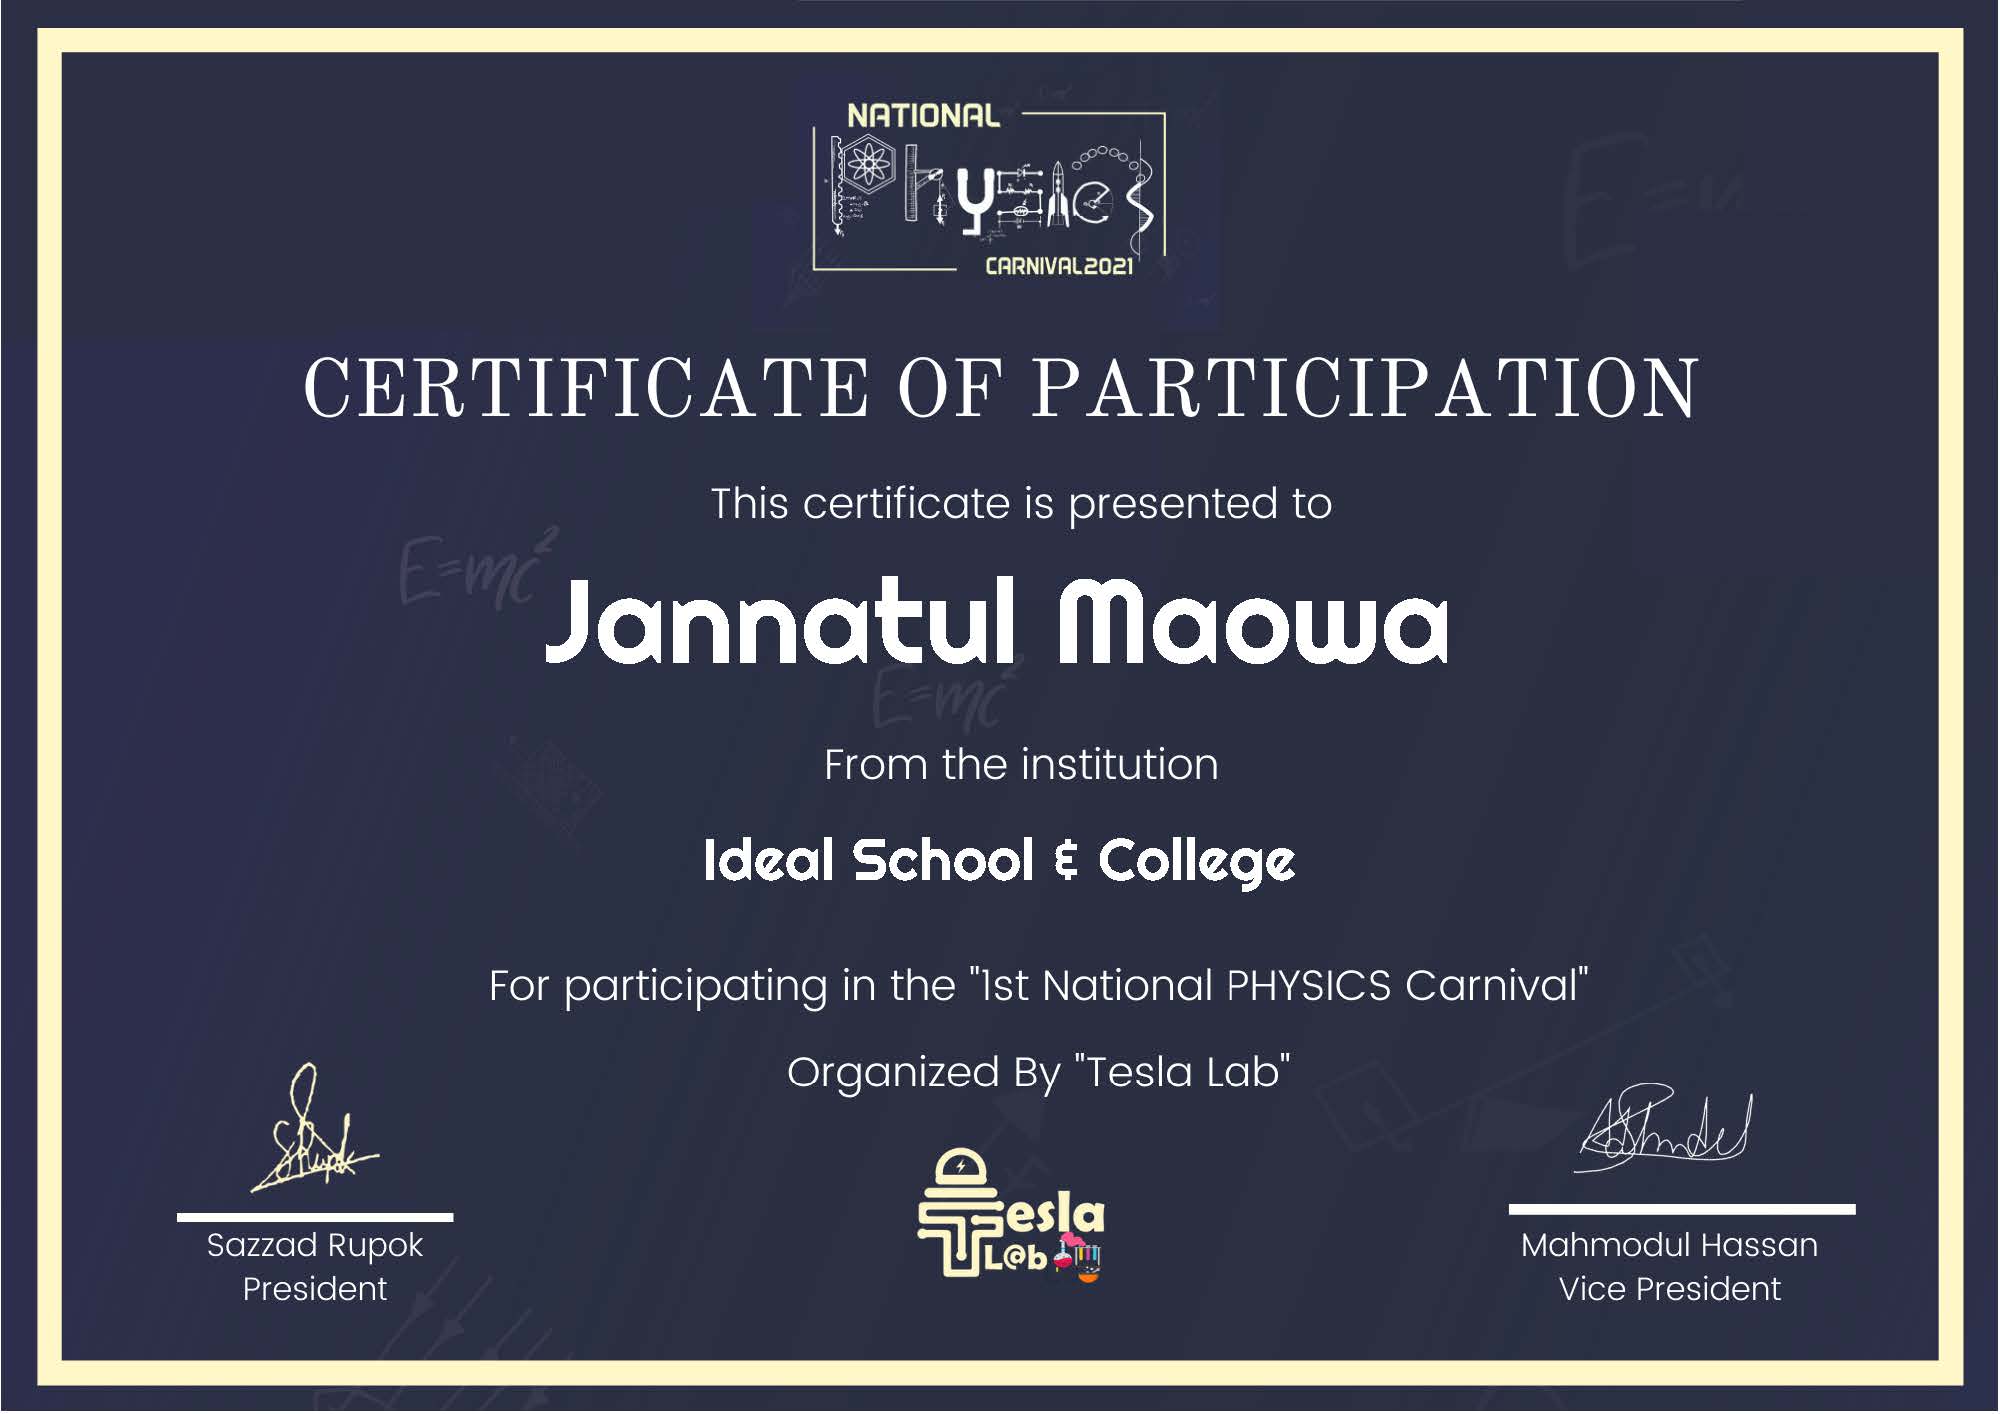 NATIONAL
Physics
CARNIVAL2021
CERTIFICATE OF PARTICIPATION
This certificate is presented to
E=mc²
Jannatul Maowa
E=mc²
From the institution
Ideal School & College
For participating in the "1st National PHYSICS Carnival"
Organized By "Tesla Lab"
Tesla
L@b
Sazzad Rupok
President
Mahmodul Hassan
Vice President